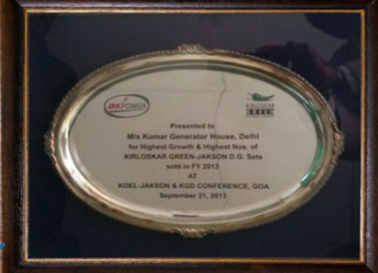 JAKPOWER
KIRLOSKAR
GREEN
Presented to
M/s Kumar Generator House, Delhi
for Highest Growth & Highest Nos. of
KIRLOSKAR GREEN-JAKSON D.G. Sets
sold in FY 2013
AT
KOEL-JAKSON & KGD CONFERENCE, GOA
September 21, 2013